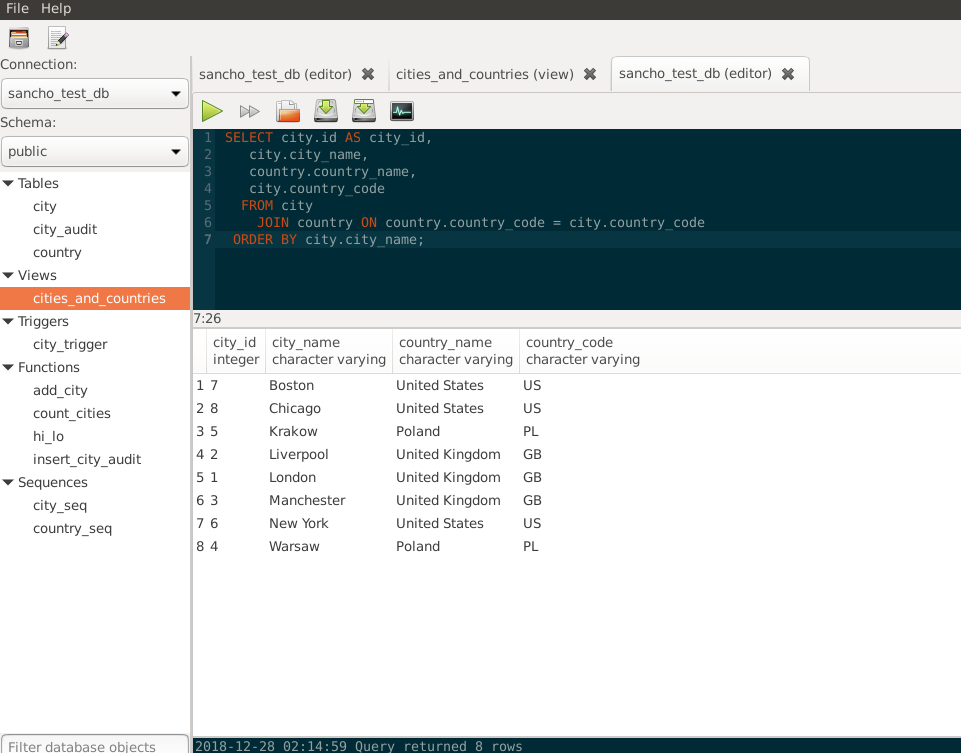 File Help
Connection:
sancho_test_db
Schema:
public
Tables
city
city_audit
country
Views
cities_and_countries
Triggers
city_trigger
Functions
add_city
count_cities
hi_lo
insert_city_audit
Sequences
city_seq
country_seq
Filter database objects
sancho_test_db (editor) cities_and_countries (view) sancho_test_db (editor)
1 SELECT city.id AS city_id,
2 city.city_name,
3 country.country_name,
4 city.country_code
5 FROM city
6 JOIN country ON country.country_code = city.country_code
7 ORDER BY city.city_name;
7:26
city_id city_name country_name country_code
integer character varying character varying character varying
1 7 Boston United States US
2 8 Chicago United States US
3 5 Krakow Poland PL
4 2 Liverpool United Kingdom GB
5 1 London United Kingdom GB
6 3 Manchester United Kingdom GB
7 6 New York United States US
8 4 Warsaw Poland PL
2018-12-28 02:14:59 Query returned 8 rows